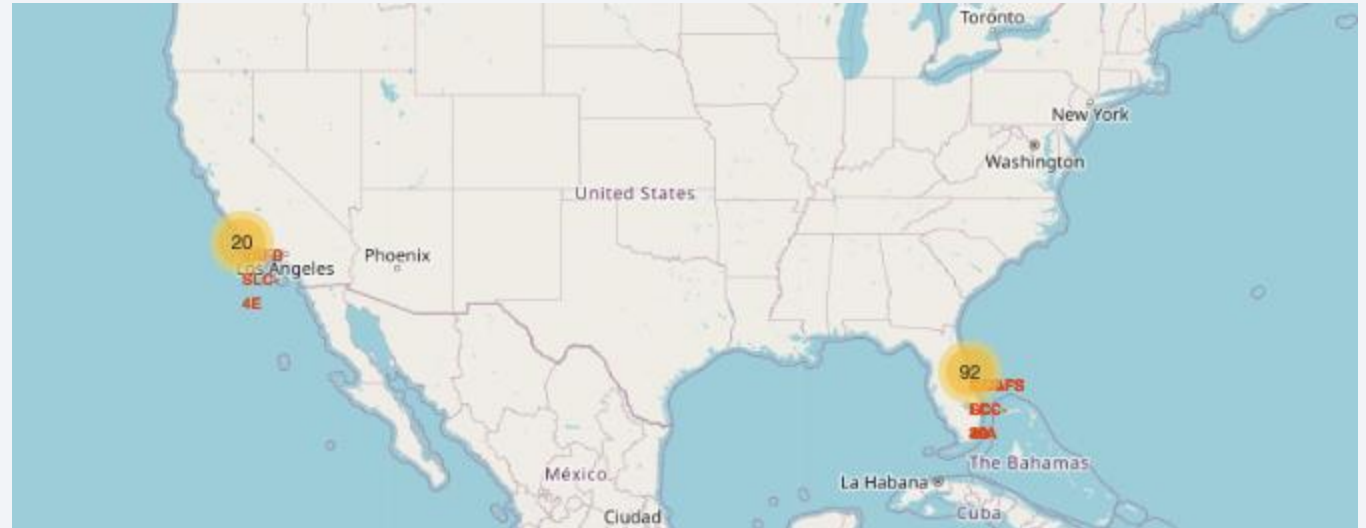 Toronto
New York
Washington
United States
20
Phoenix
Los Angeles
SLC-
4E
92
The Bahamas
La Habana
México
Cuba
Ciudad